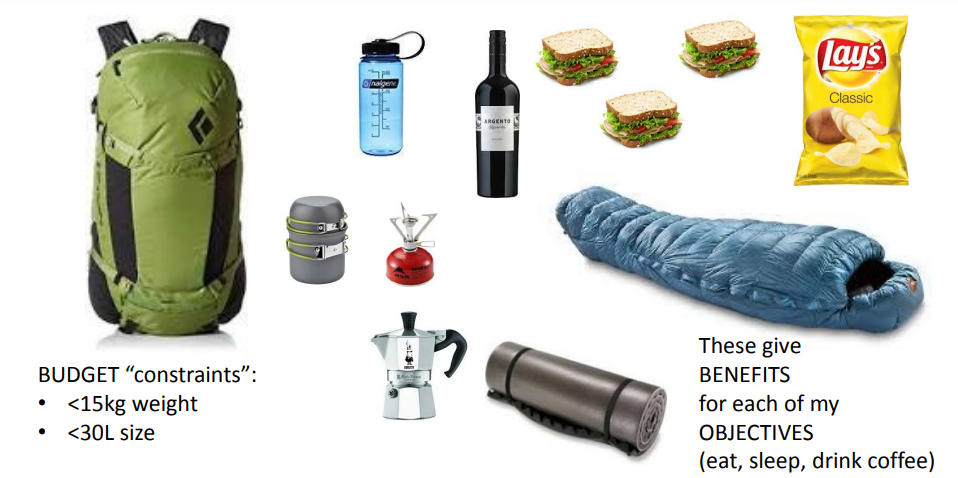 nalgene
ARGENTO
Lay's
Classic
BUDGET “constraints”:
• <15kg weight
• <30L size
These give
BENEFITS
for each of my
OBJECTIVES
(eat, sleep, drink coffee)